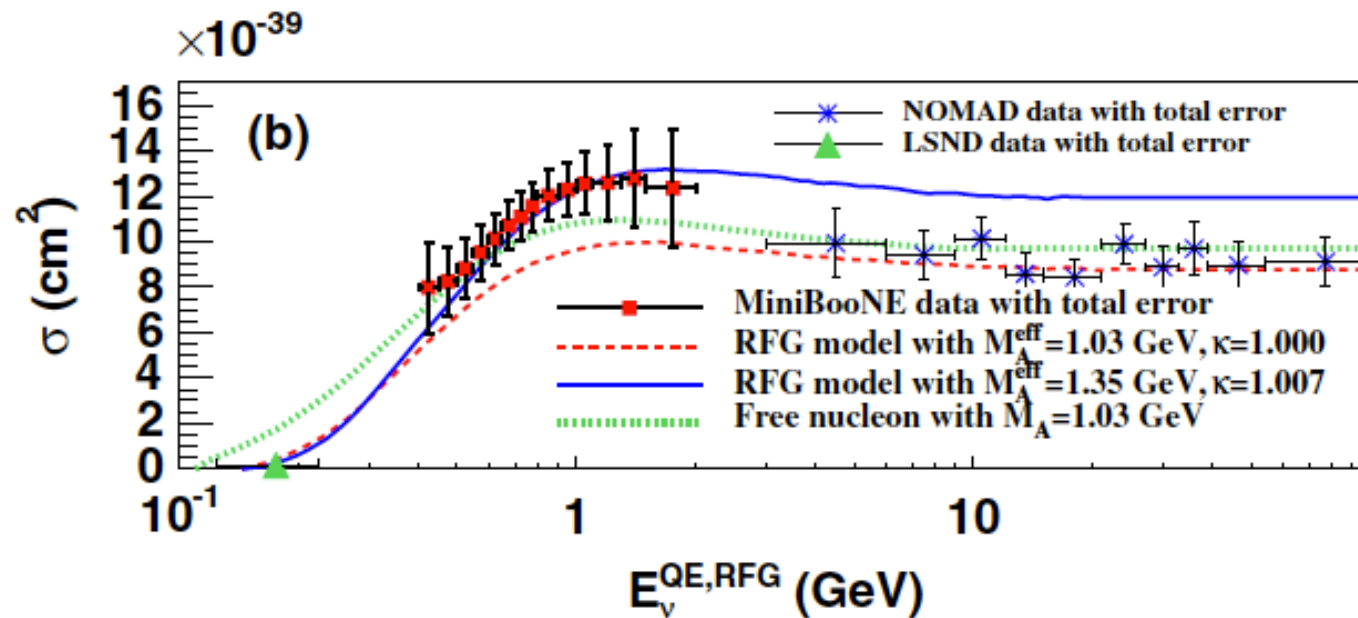 ×10⁻³⁹
16
14
12
10
8
6
4
2
0
σ (cm²)
(b)
NOMAD data with total error
LSND data with total error
MiniBooNE data with total error
RFG model with M_A^eff=1.03 GeV, κ=1.000
RFG model with M_A^eff=1.35 GeV, κ=1.007
Free nucleon with M_A=1.03 GeV
10⁻¹ 1 10
E_ν^QE,RFG (GeV)